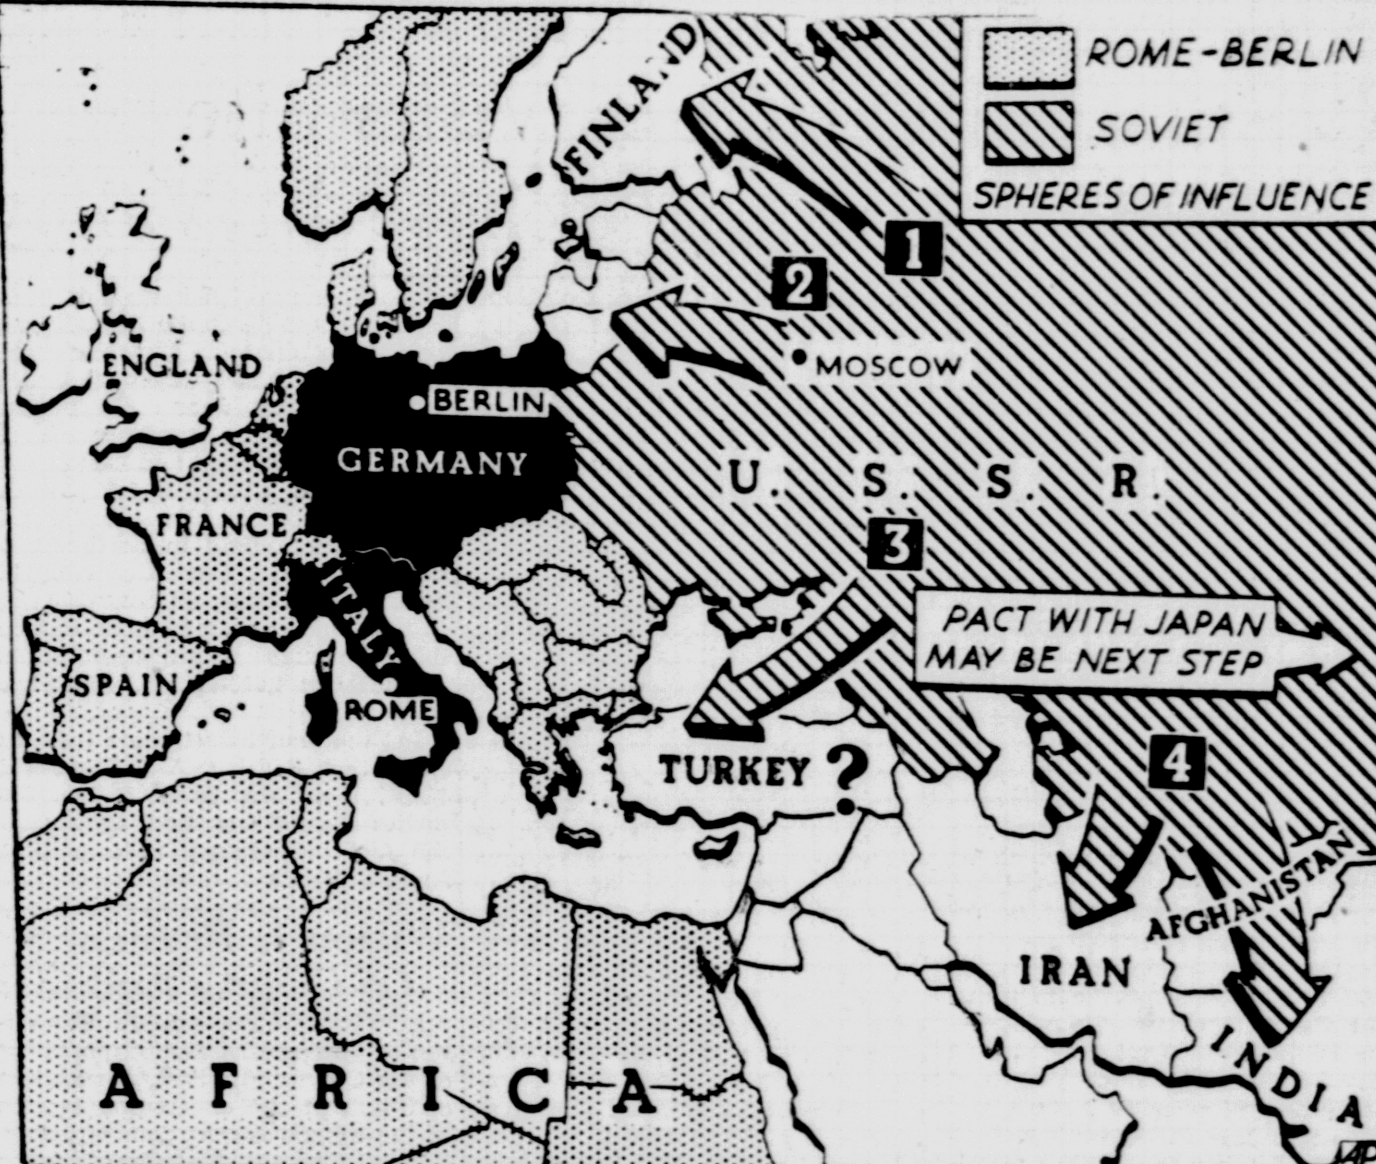 ROME-BERLIN
SOVIET
SPHERES OF INFLUENCE
FINLAND
1
2
MOSCOW
ENGLAND
BERLIN
GERMANY
U. S. S. R.
FRANCE
3
ITALY
PACT WITH JAPAN
MAY BE NEXT STEP
SPAIN
ROME
TURKEY ?
4
AFGHANISTAN
IRAN
INDIA
AFRICA